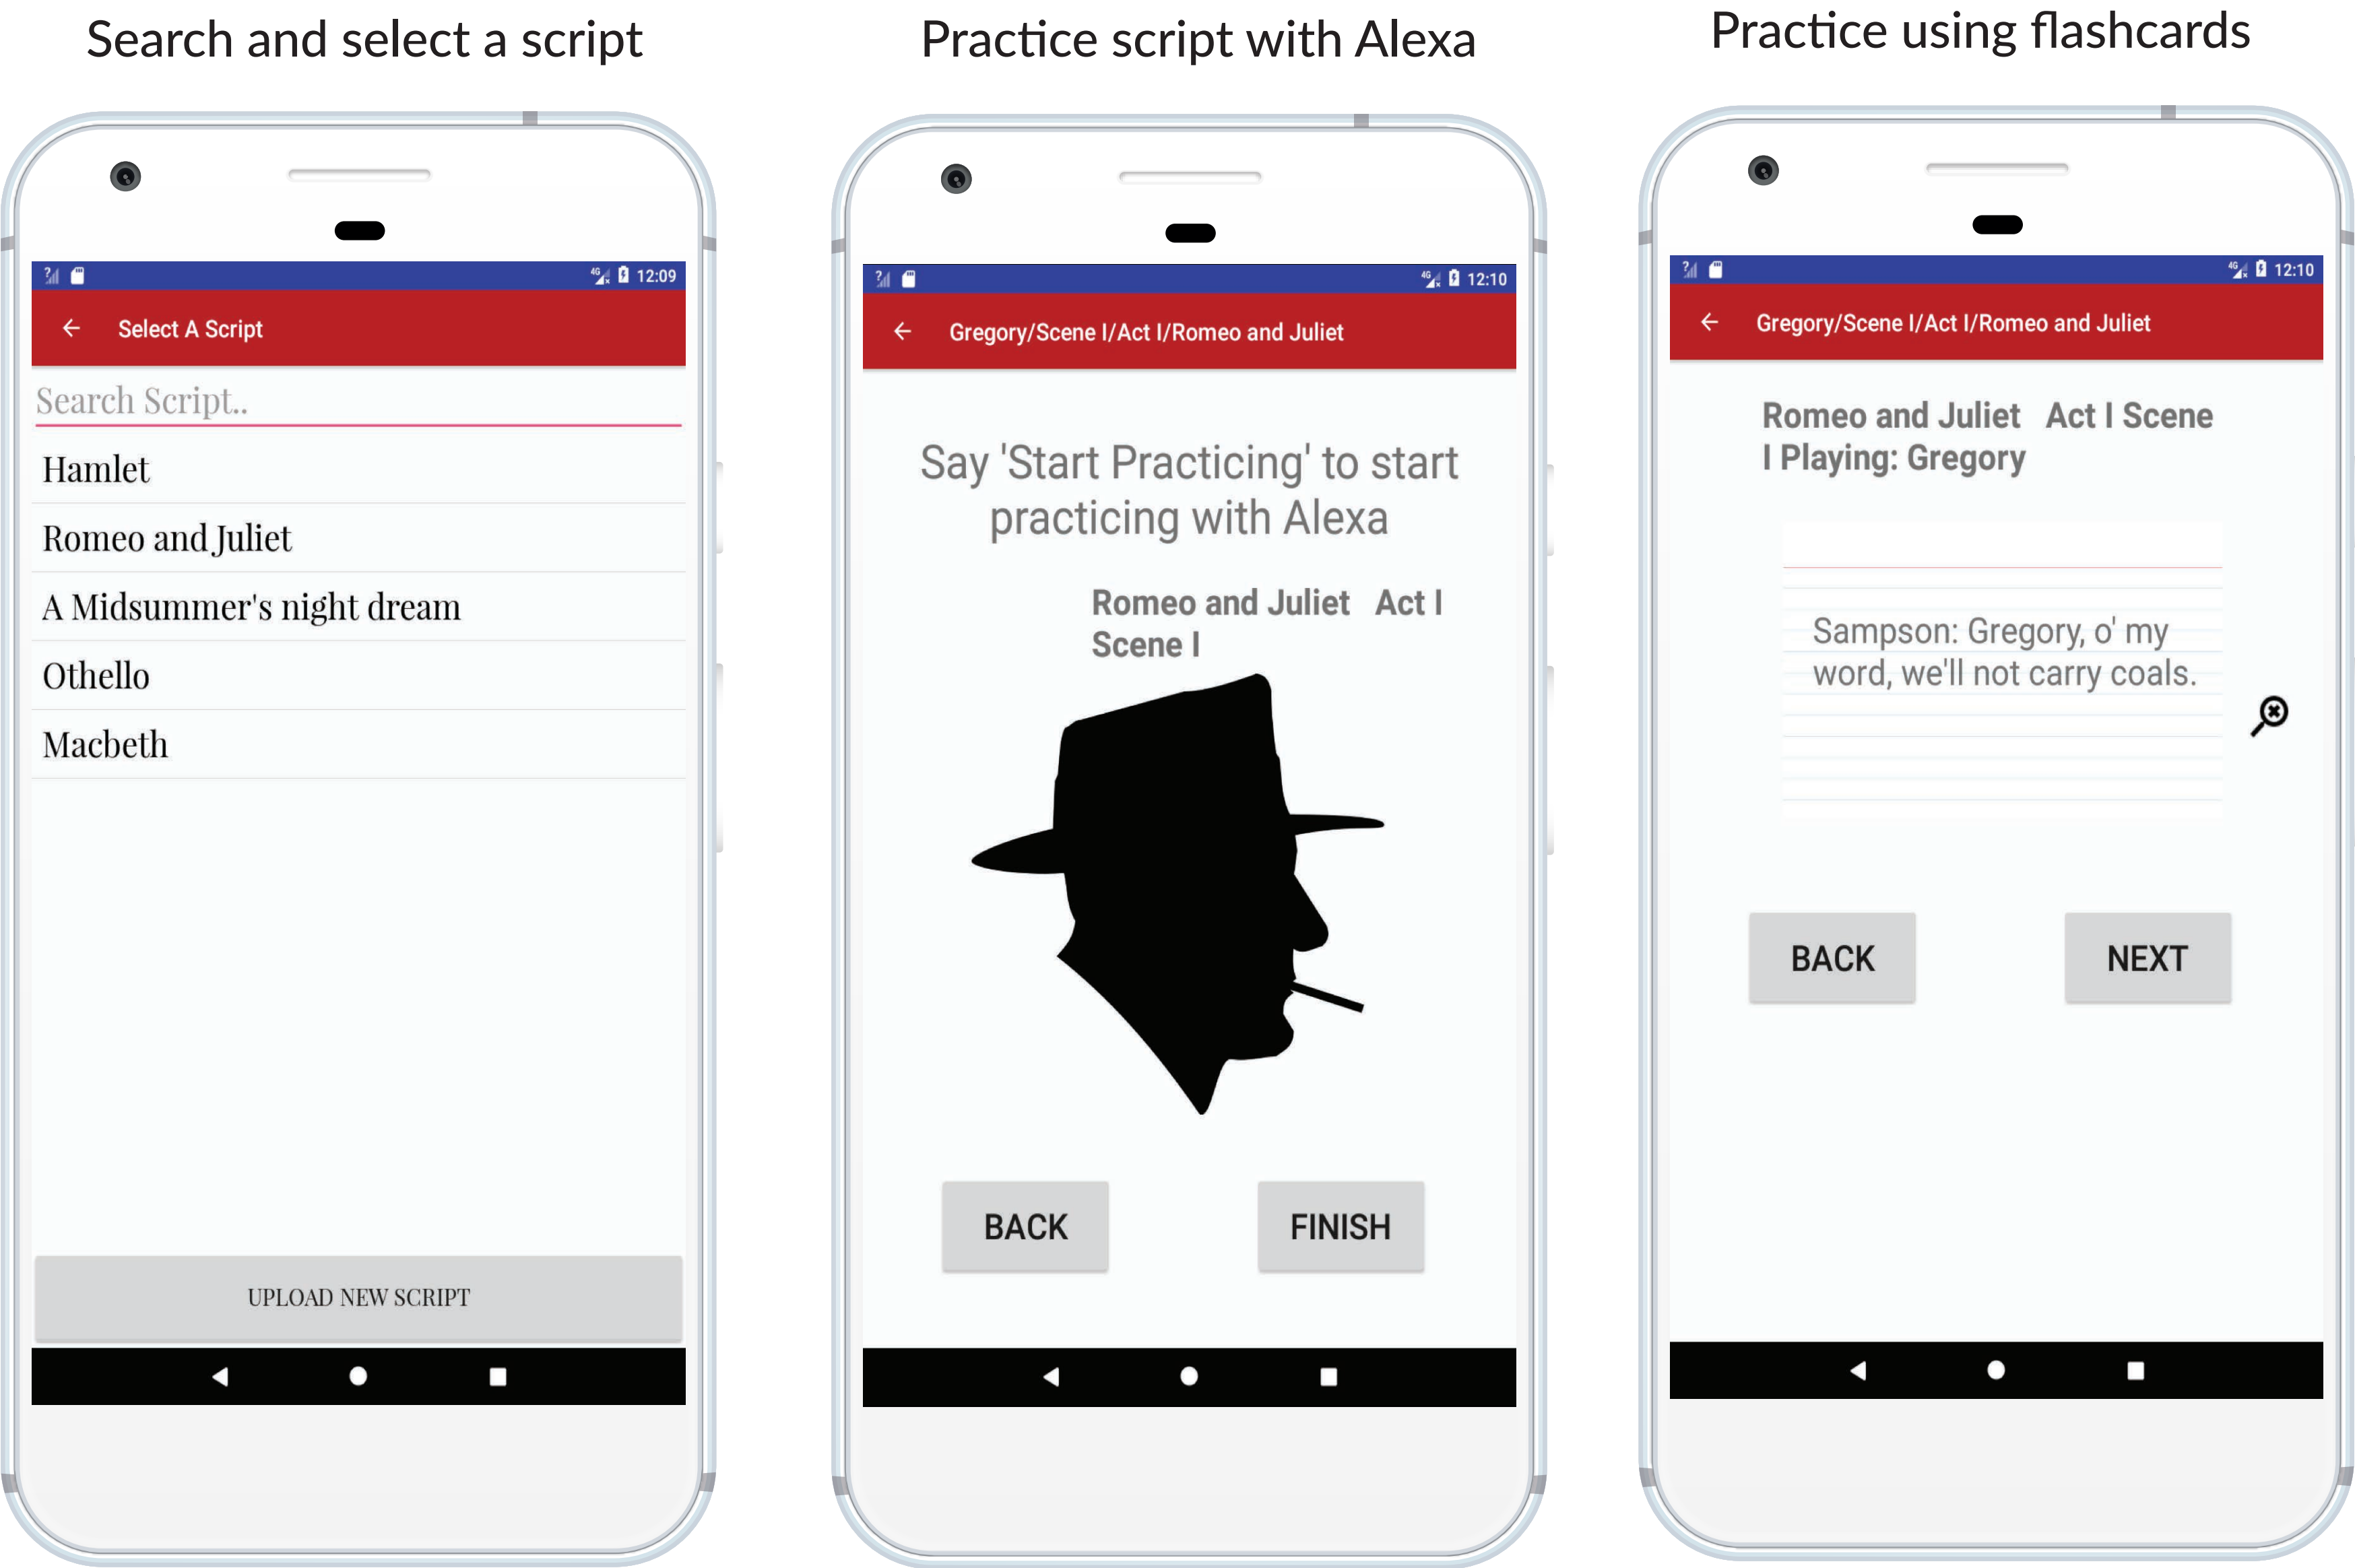 Search and select a script
?
4G
12:09
Select A Script
Search Script..
Hamlet
Romeo and Juliet
A Midsummer's night dream
Othello
Macbeth
UPLOAD NEW SCRIPT
Practice script with Alexa
?
4G
12:10
Gregory/Scene I/Act I/Romeo and Juliet
Say 'Start Practicing' to start
practicing with Alexa
Romeo and Juliet Act I
Scene I
BACK
FINISH
Practice using flashcards
?
4G
12:10
Gregory/Scene I/Act I/Romeo and Juliet
Romeo and Juliet Act I Scene
I Playing: Gregory
Sampson: Gregory, o' my
word, we'll not carry coals.
BACK
NEXT